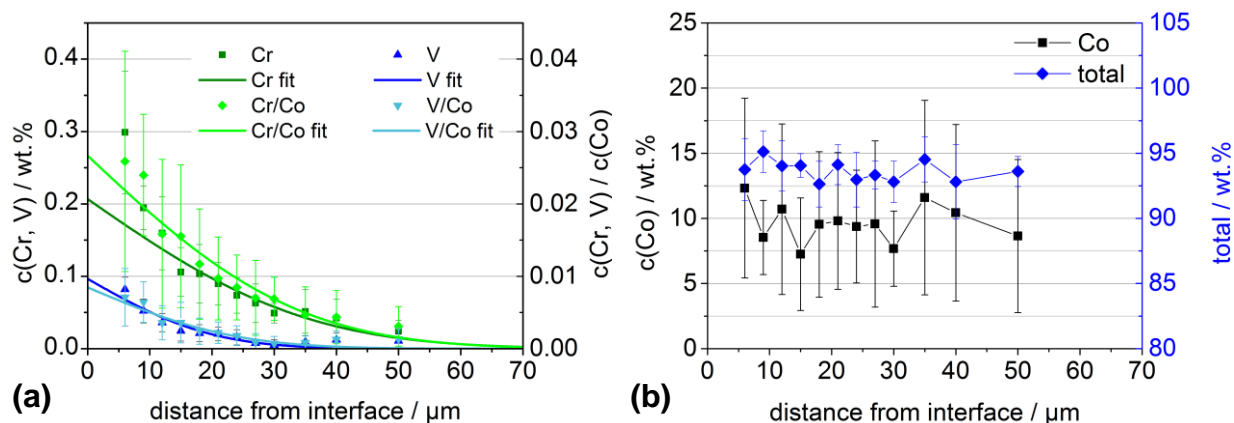 0.4
0.3
0.2
0.1
0.0
c(Cr, V) / wt.%
Cr
Cr fit
Cr/Co
Cr/Co fit
V
V fit
V/Co
V/Co fit
0.04
0.03
0.02
0.01
0.00
c(Cr, V) / c(Co)
0 10 20 30 40 50 60 70
distance from interface / µm
(a)
25
20
15
10
5
0
c(Co) / wt.%
Co
total
105
100
95
90
85
80
total / wt.%
0 10 20 30 40 50 60 70
distance from interface / µm
(b)